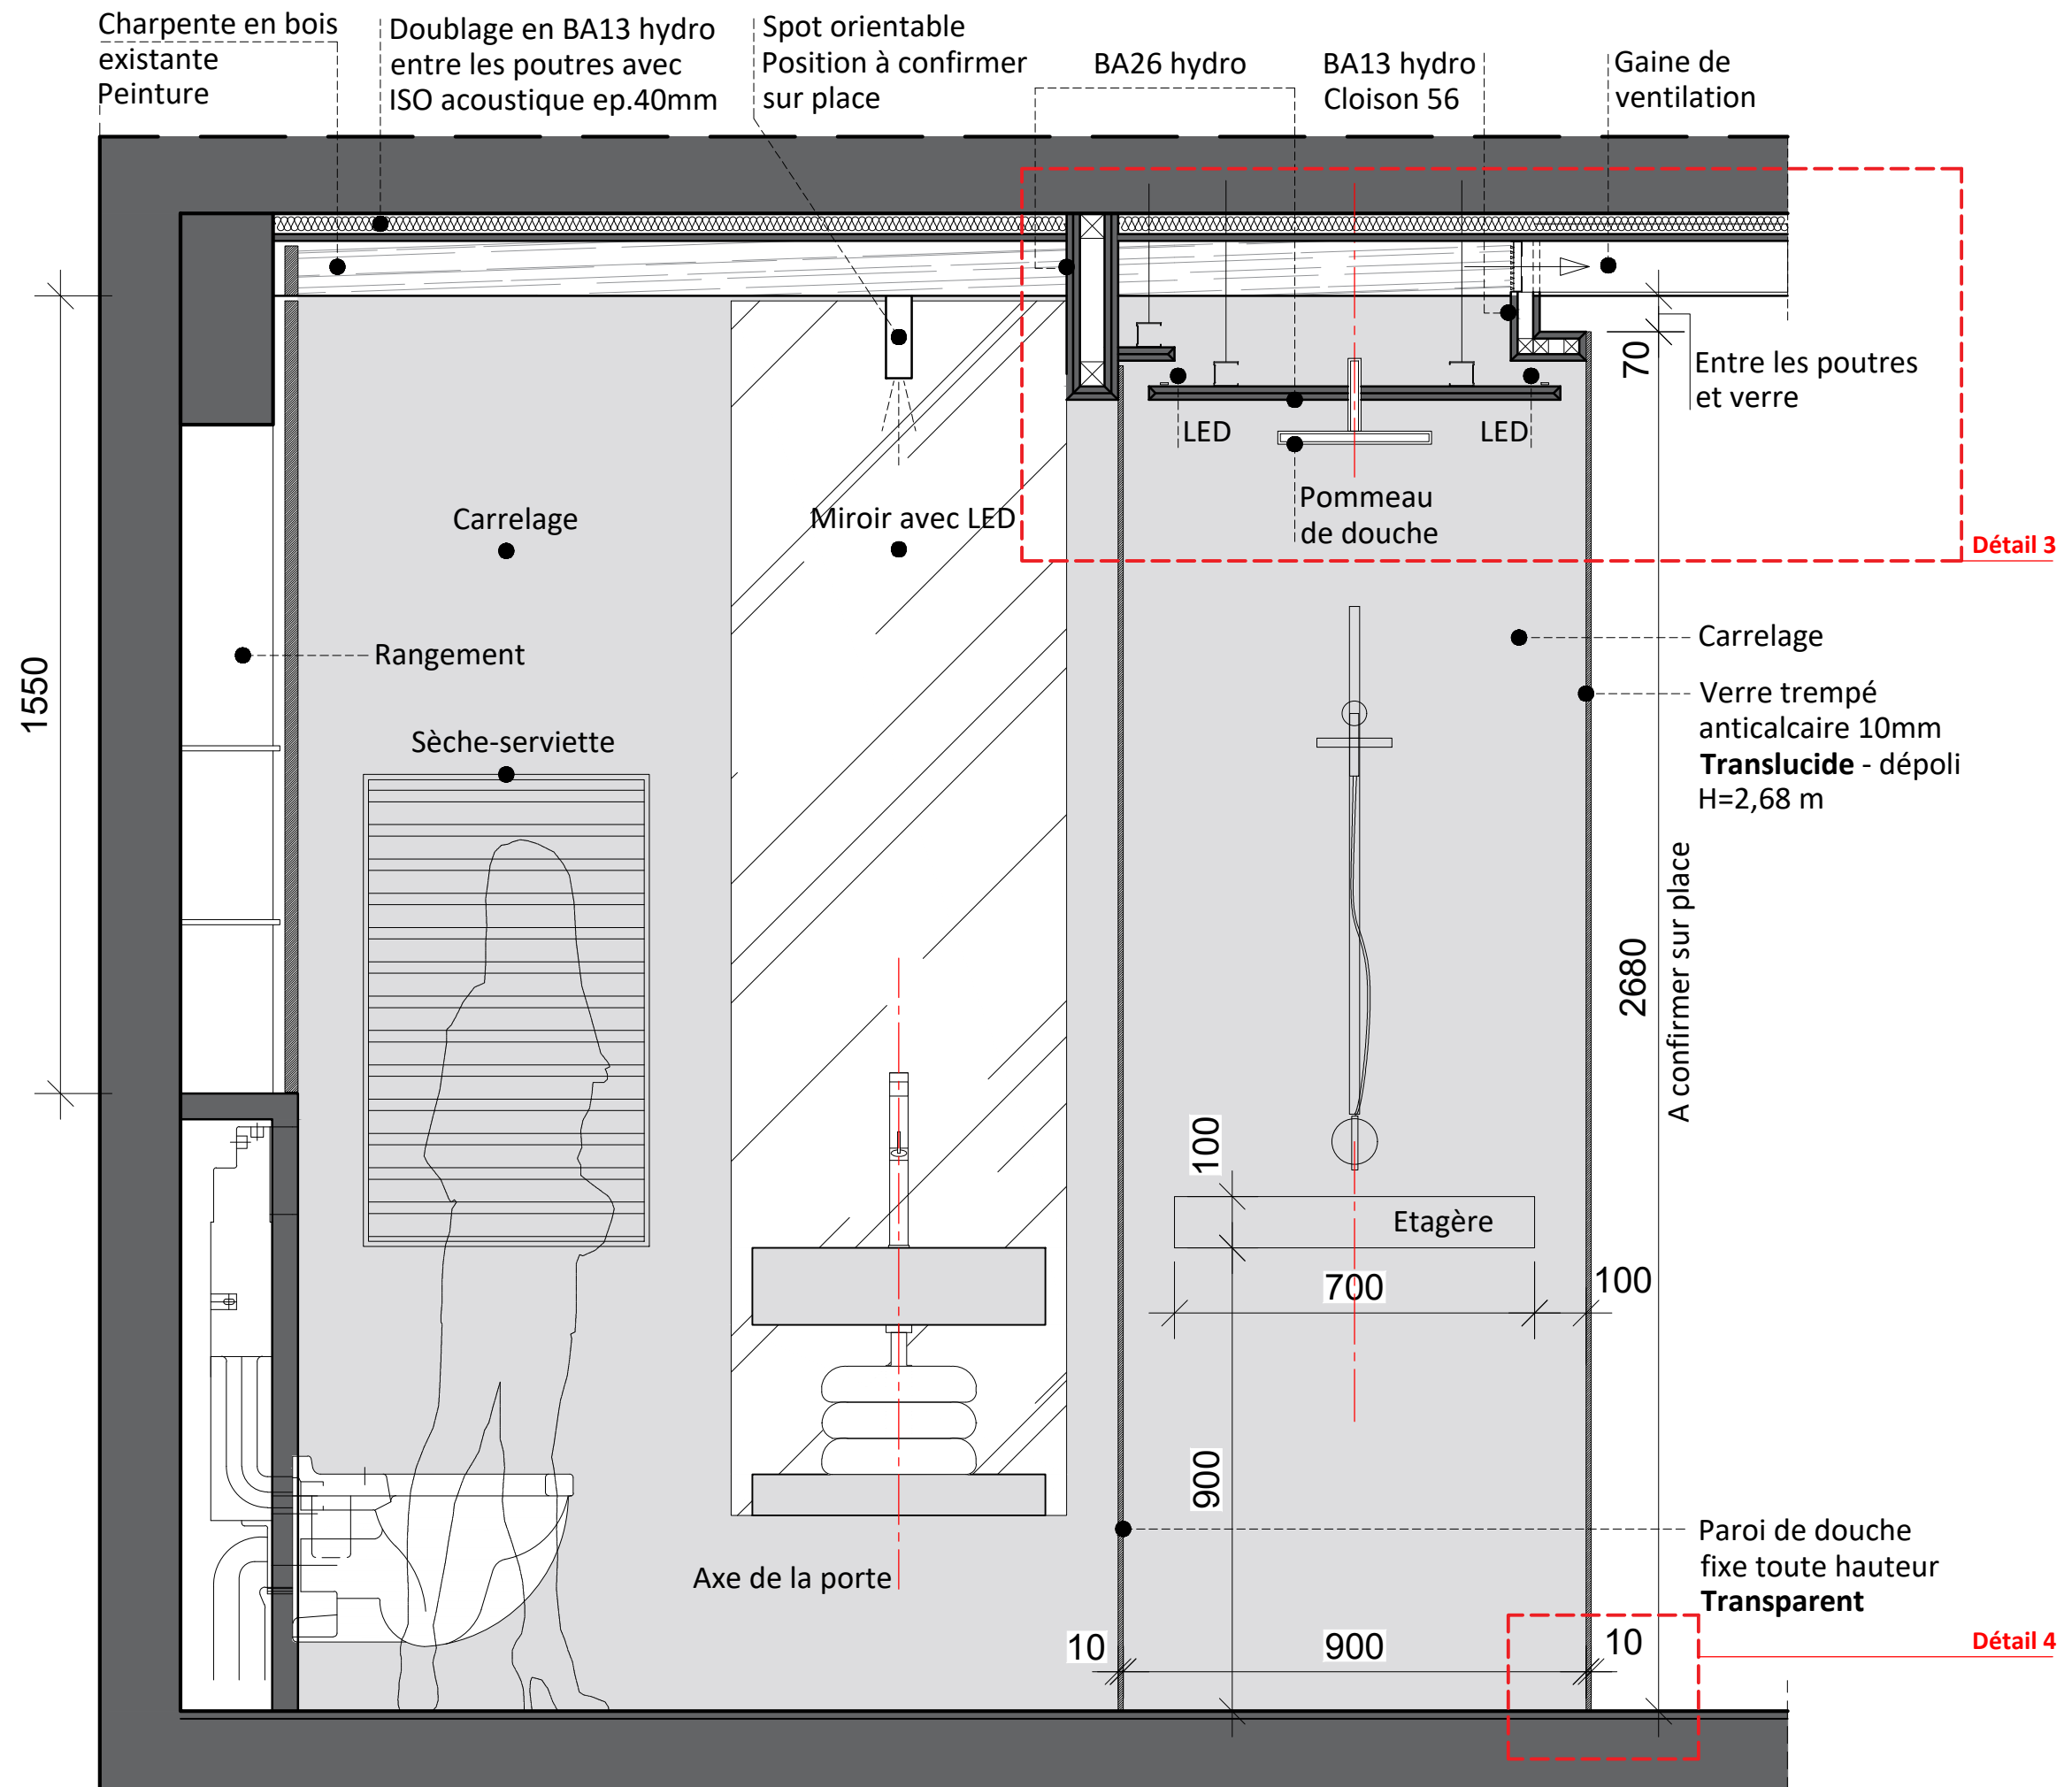 Charpente en bois
existante
Peinture
Doublage en BA13 hydro
entre les poutres avec
ISO acoustique ep.40mm
Spot orientable
Position à confirmer
sur place
BA26 hydro
BA13 hydro
Cloison 56
Gaine de
ventilation
70
Entre les poutres
et verre
LED
LED
Pommeau
de douche
Détail 3
Carrelage
Miroir avec LED
1550
Rangement
Sèche-serviette
Carrelage
Verre trempé
anticalcaire 10mm
Translucide - dépoli
H=2,68 m
2680
A confirmer sur place
100
Etagère
700
100
900
Axe de la porte
Paroi de douche
fixe toute hauteur
Transparent
10
900
10
Détail 4